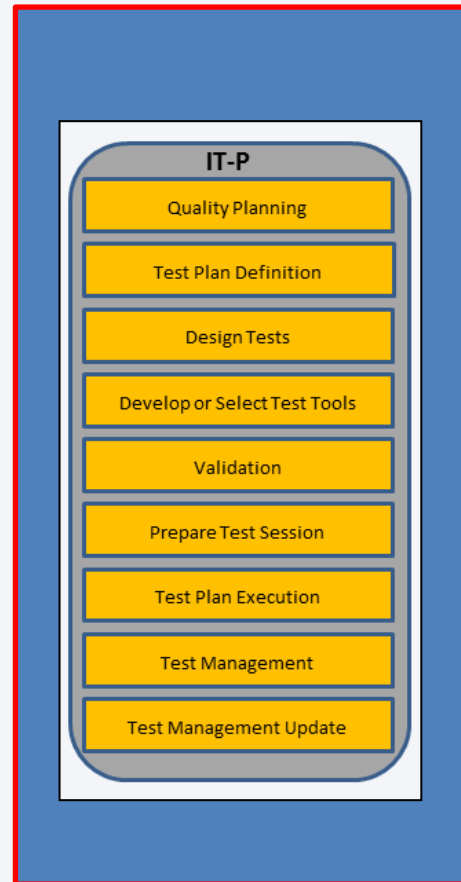 IT-P
Quality Planning
Test Plan Definition
Design Tests
Develop or Select Test Tools
Validation
Prepare Test Session
Test Plan Execution
Test Management
Test Management Update